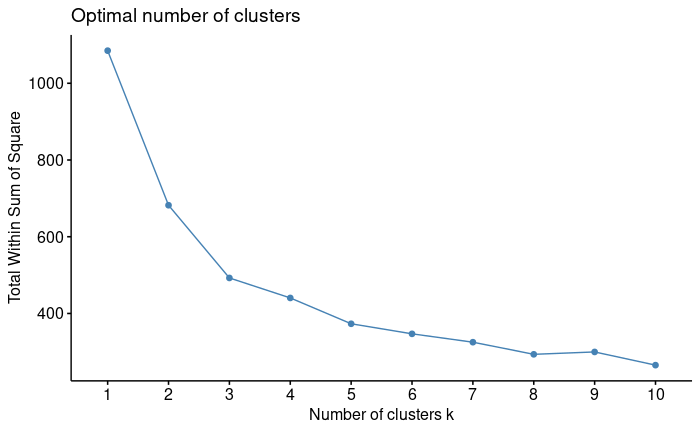 Optimal number of clusters
Total Within Sum of Square
1000
800
600
400
1 2 3 4 5 6 7 8 9 10
Number of clusters k